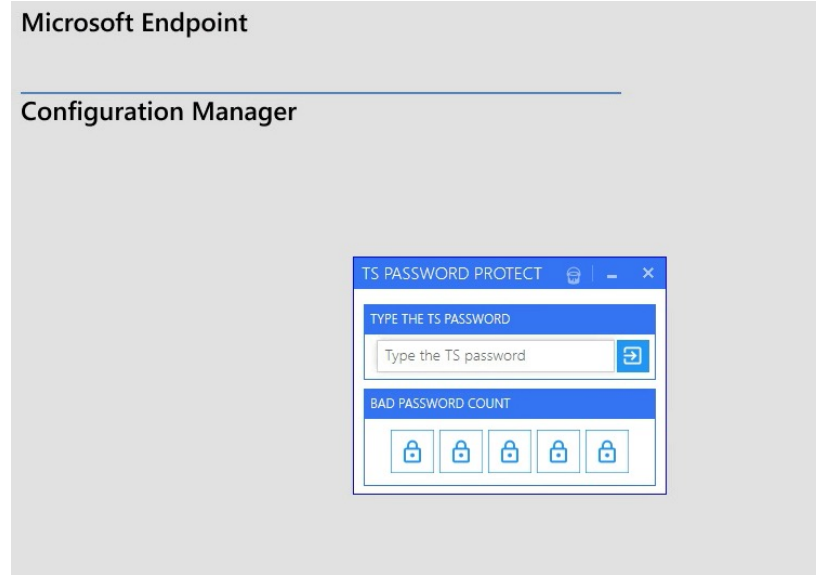 Microsoft Endpoint
Configuration Manager
TS PASSWORD PROTECT
TYPE THE TS PASSWORD
Type the TS password
BAD PASSWORD COUNT